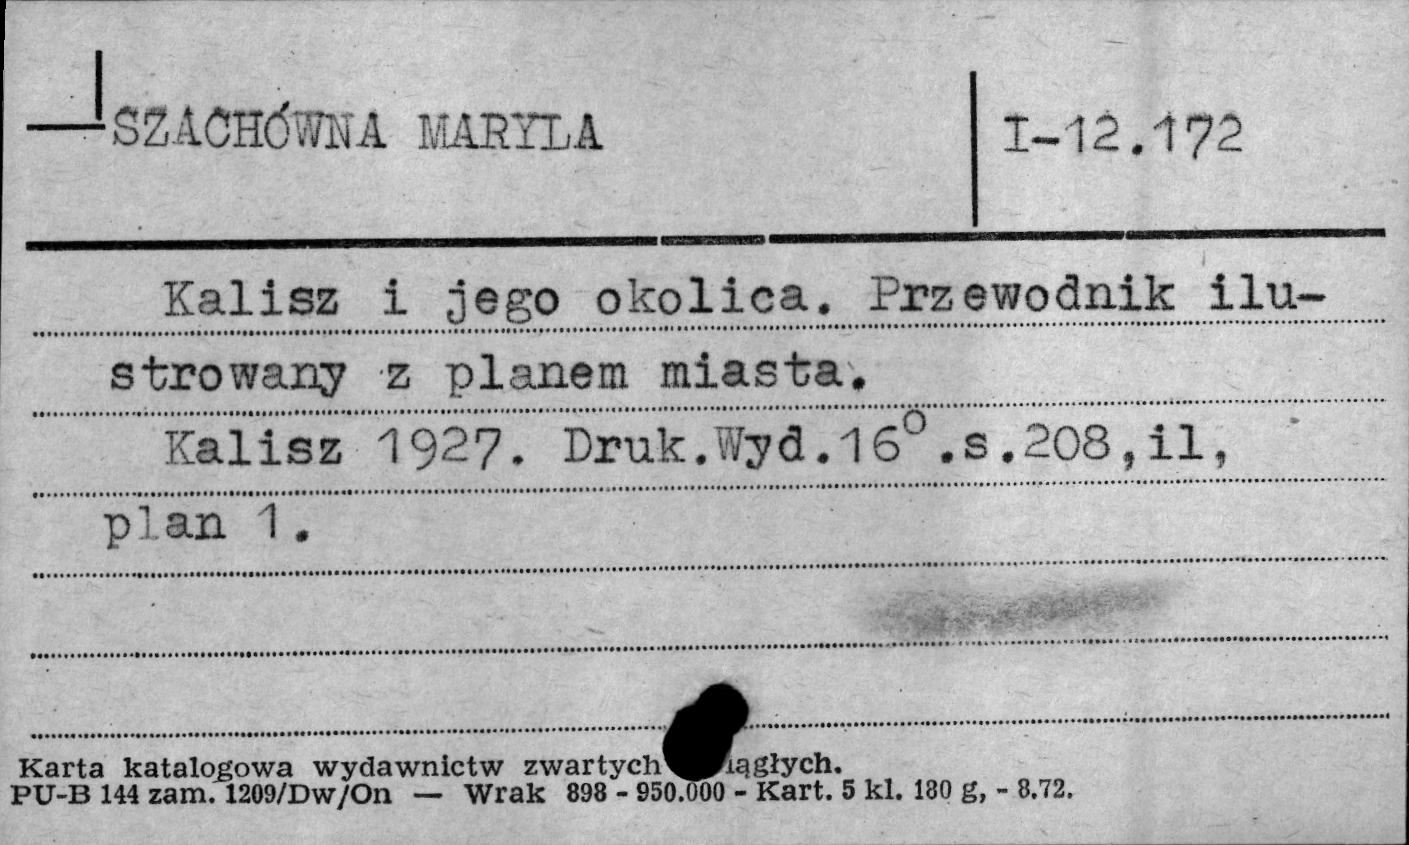 SZACHÓWNA MARYLA
I-12.172
Kalisz i jego okolica. Przewodnik ilu-
strowany z planem miasta.
Kalisz 1927. Druk.Wyd.16°.s.208,il,
plan 1.
Karta katalogowa wydawnictw zwartych iągłych.
PU-B 144 zam. 1209/Dw/On — Wrak 898 - 950.000 - Kart. 5 kl. 180 g, - 8.72.